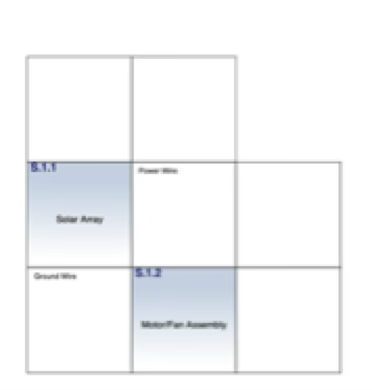 S.1.1
Power Wire
Solar Array
Ground Wire
S.1.2
Motor/Fan Assembly